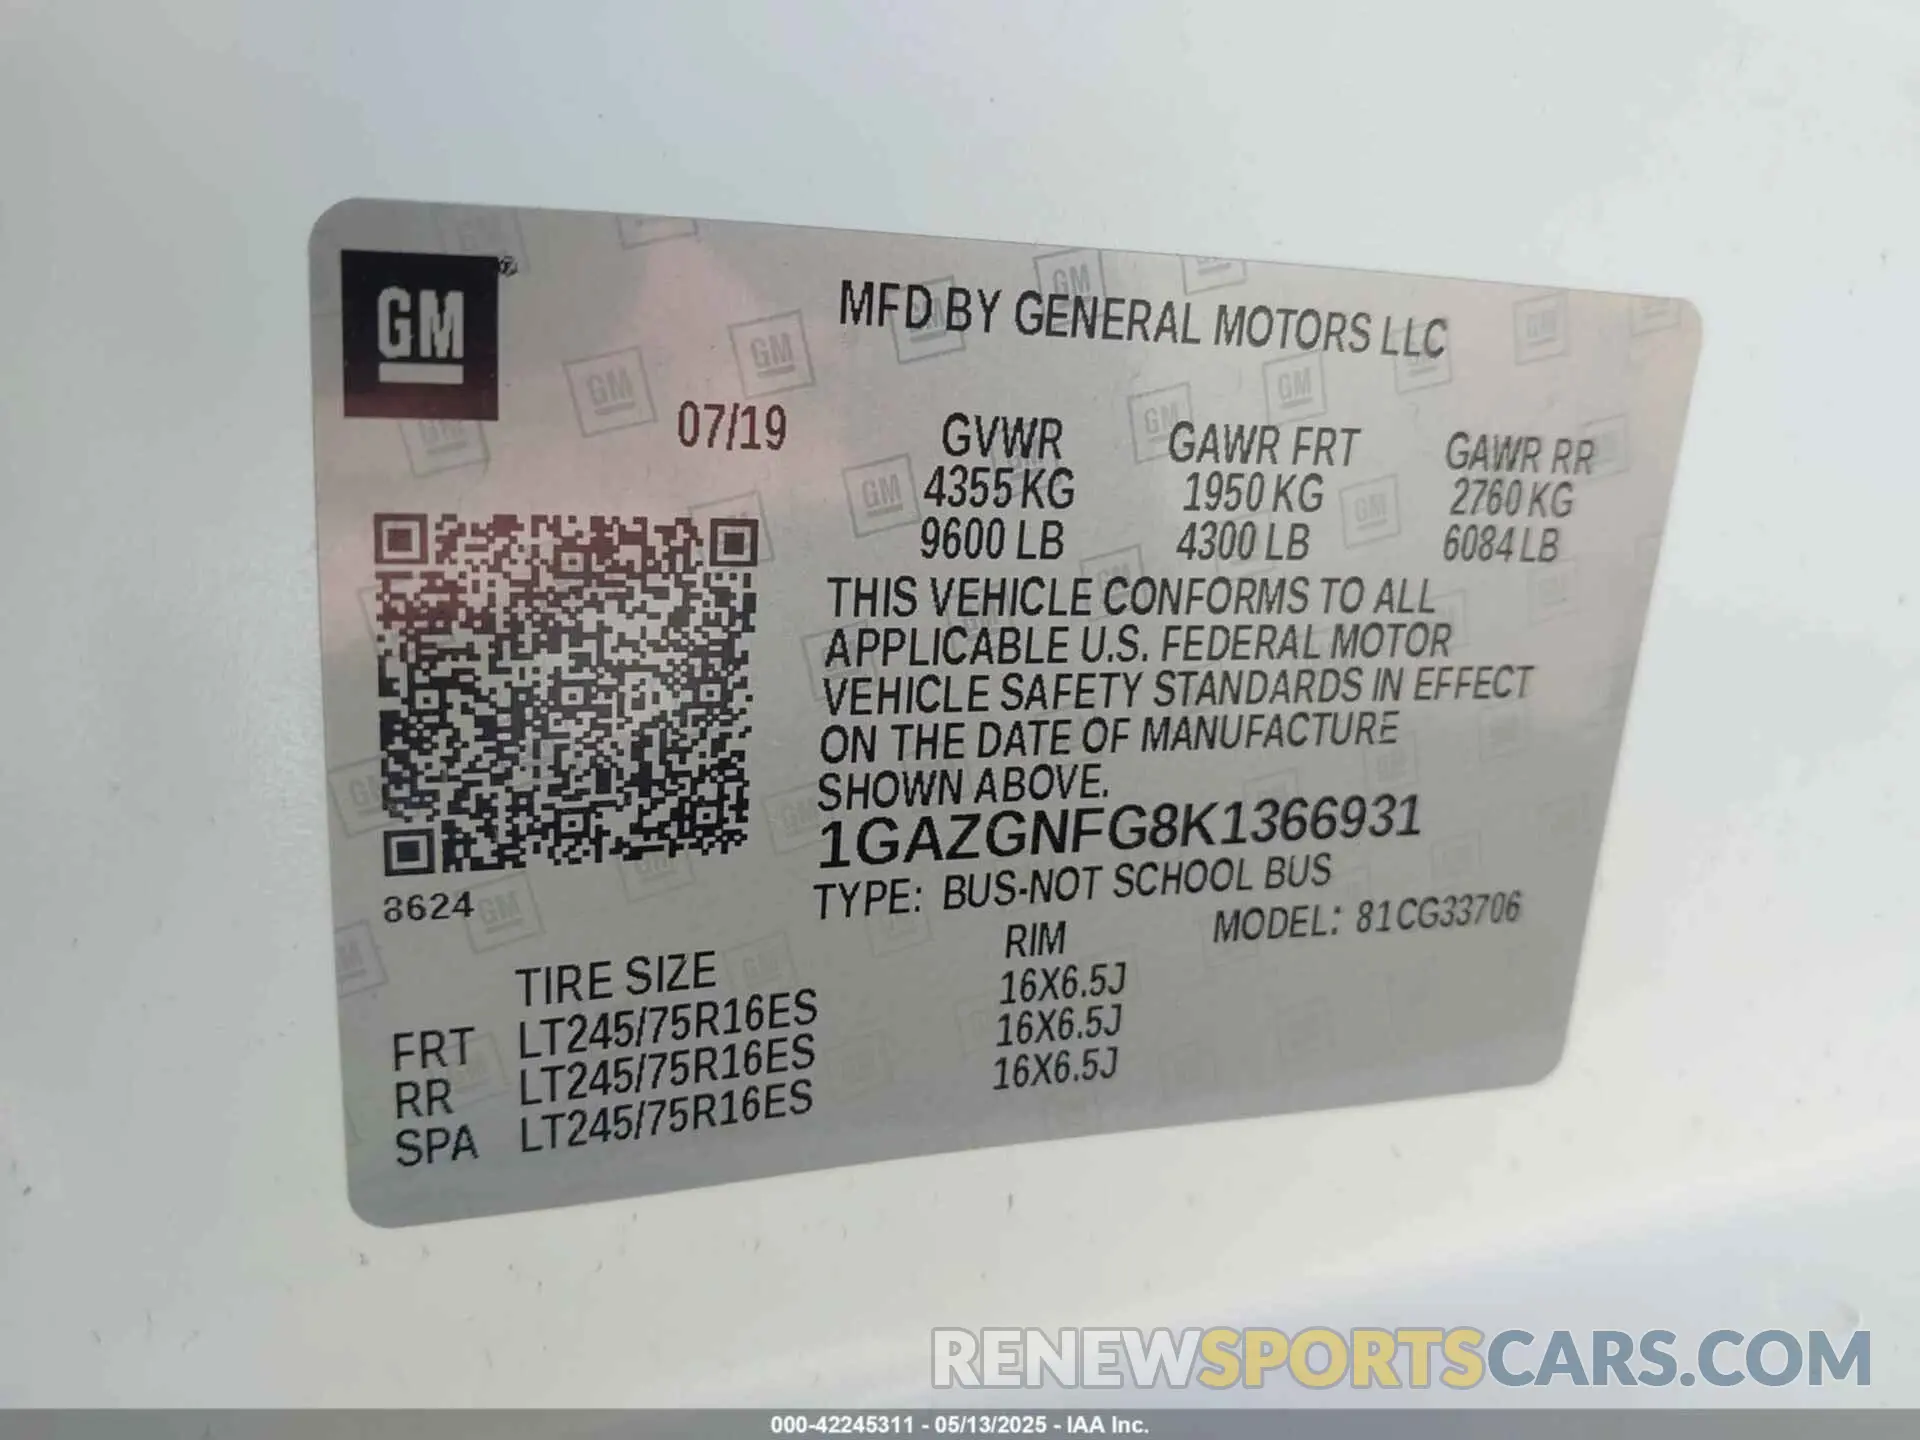 GM
MFD BY GENERAL MOTORS LLC
07/19
GVWR GAWR FRT GAWR RR
4355 KG 1950 KG 2760 KG
9600 LB 4300 LB 6084 LB
THIS VEHICLE CONFORMS TO ALL
APPLICABLE U.S. FEDERAL MOTOR
VEHICLE SAFETY STANDARDS IN EFFECT
ON THE DATE OF MANUFACTURE
SHOWN ABOVE.
1GAZGNFG8K1366931
TYPE: BUS-NOT SCHOOL BUS
8624
MODEL: 81CG33706
TIRE SIZE RIM
FRT LT245/75R16ES 16X6.5J
RR LT245/75R16ES 16X6.5J
SPA LT245/75R16ES 16X6.5J
RENEWSPORTSCARS.COM
000-42245311 - 05/13/2025 - IAA Inc.